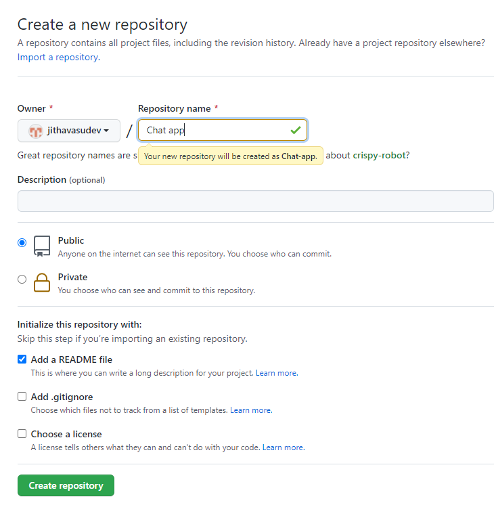 Create a new repository
A repository contains all project files, including the revision history. Already have a project repository elsewhere?
Import a repository.
Owner * Repository name *
jithavasudev / Chat app
Your new repository will be created as Chat-app.
Great repository names are s about crispy-robot?
Description (optional)
Public
Anyone on the internet can see this repository. You choose who can commit.
Private
You choose who can see and commit to this repository.
Initialize this repository with:
Skip this step if you're importing an existing repository.
Add a README file
This is where you can write a long description for your project. Learn more.
Add .gitignore
Choose which files not to track from a list of templates. Learn more.
Choose a license
A license tells others what they can and can't do with your code. Learn more.
Create repository